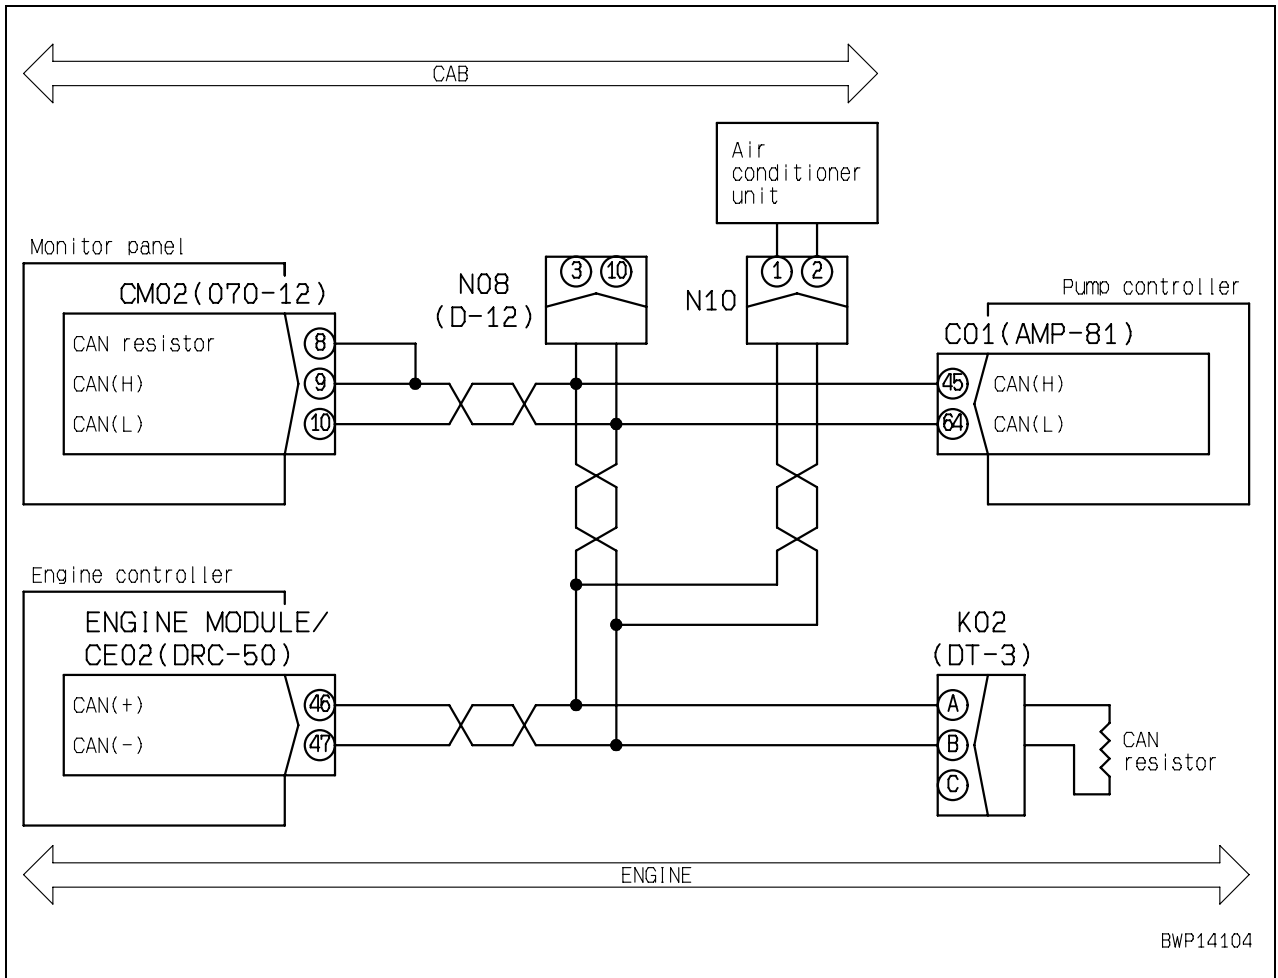 CAB
Air
conditioner
unit
Monitor panel
CM02(070-12)
CAN resistor
8
CAN(H)
9
CAN(L)
10
N08
(D-12)
3 10
N10
1 2
Pump controller
C01(AMP-81)
45
CAN(H)
64
CAN(L)
Engine controller
ENGINE MODULE/
CE02(DRC-50)
CAN(+)
46
CAN(-)
47
K02
(DT-3)
A
B
C
CAN
resistor
ENGINE
BWP14104